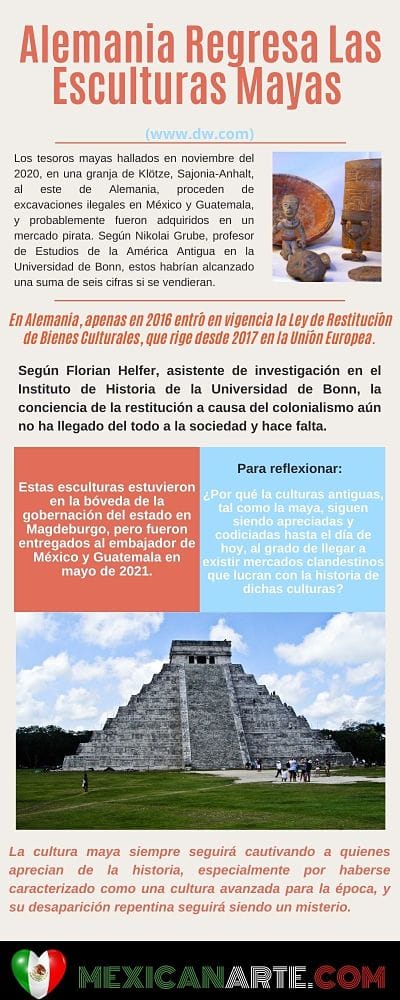 Alemania Regresa Las
Esculturas Mayas
(www.dw.com)
Los tesoros mayas hallados en noviembre del
2020, en una granja de Klötze, Sajonia-Anhalt,
al este de Alemania, proceden de
excavaciones ilegales en México y Guatemala,
y probablemente fueron adquiridos en un
mercado pirata. Según Nikolai Grube, profesor
de Estudios de la América Antigua en la
Universidad de Bonn, estos habrían alcanzado
una suma de seis cifras si se vendieran.
En Alemania, apenas en 2016 entró en vigencia la Ley de Restitución
de Bienes Culturales, que rige desde 2017 en la Unión Europea.
Según Florian Helfer, asistente de investigación en el
Instituto de Historia de la Universidad de Bonn, la
conciencia de la restitución a causa del colonialismo aún
no ha llegado del todo a la sociedad y hace falta.
Estas esculturas estuvieron
en la bóveda de la
gobernación del estado en
Magdeburgo, pero fueron
entregados al embajador de
México y Guatemala en
mayo de 2021.
Para reflexionar:
¿Por qué la culturas antiguas,
tal como la maya, siguen
siendo apreciadas y
codiciadas hasta el día de
hoy, al grado de llegar a
existir mercados clandestinos
que lucran con la historia de
dichas culturas?
La cultura maya siempre seguirá cautivando a quienes
aprecian de la historia, especialmente por haberse
caracterizado como una cultura avanzada para la época, y
su desaparición repentina seguirá siendo un misterio.
MEXICANARTE.COM